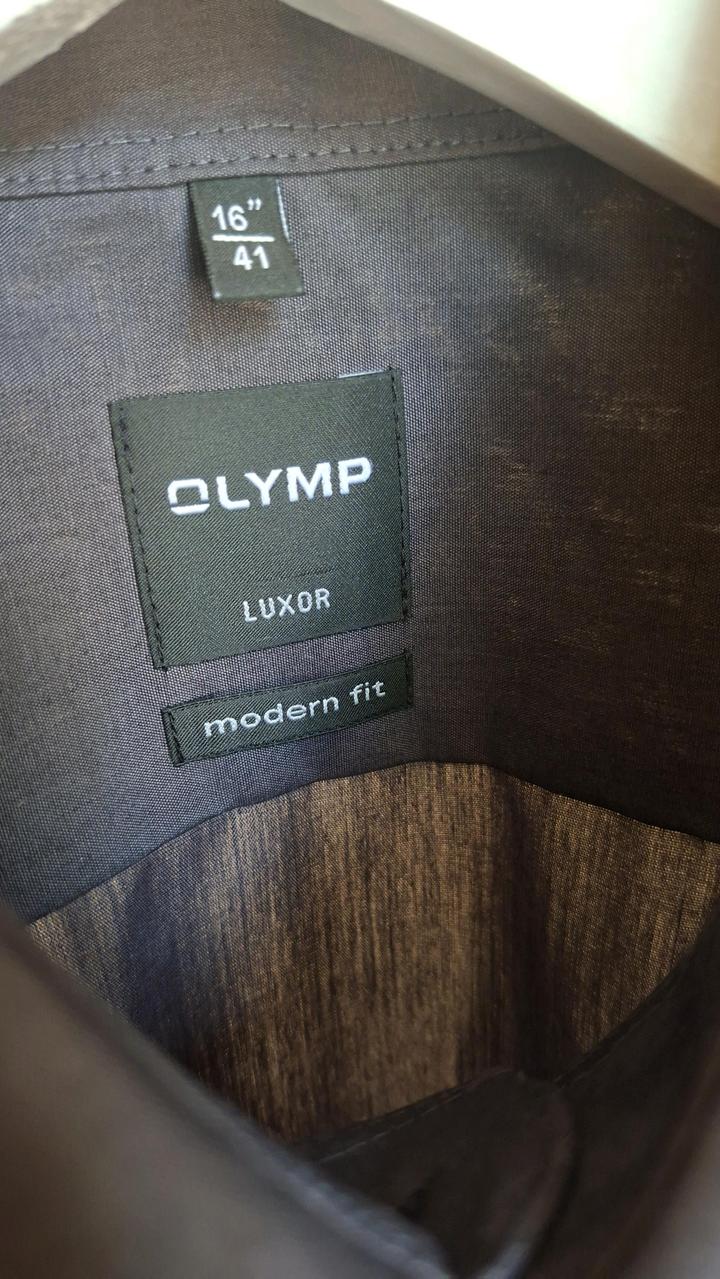 16”
41
OLYMP
LUXOR
modern fit